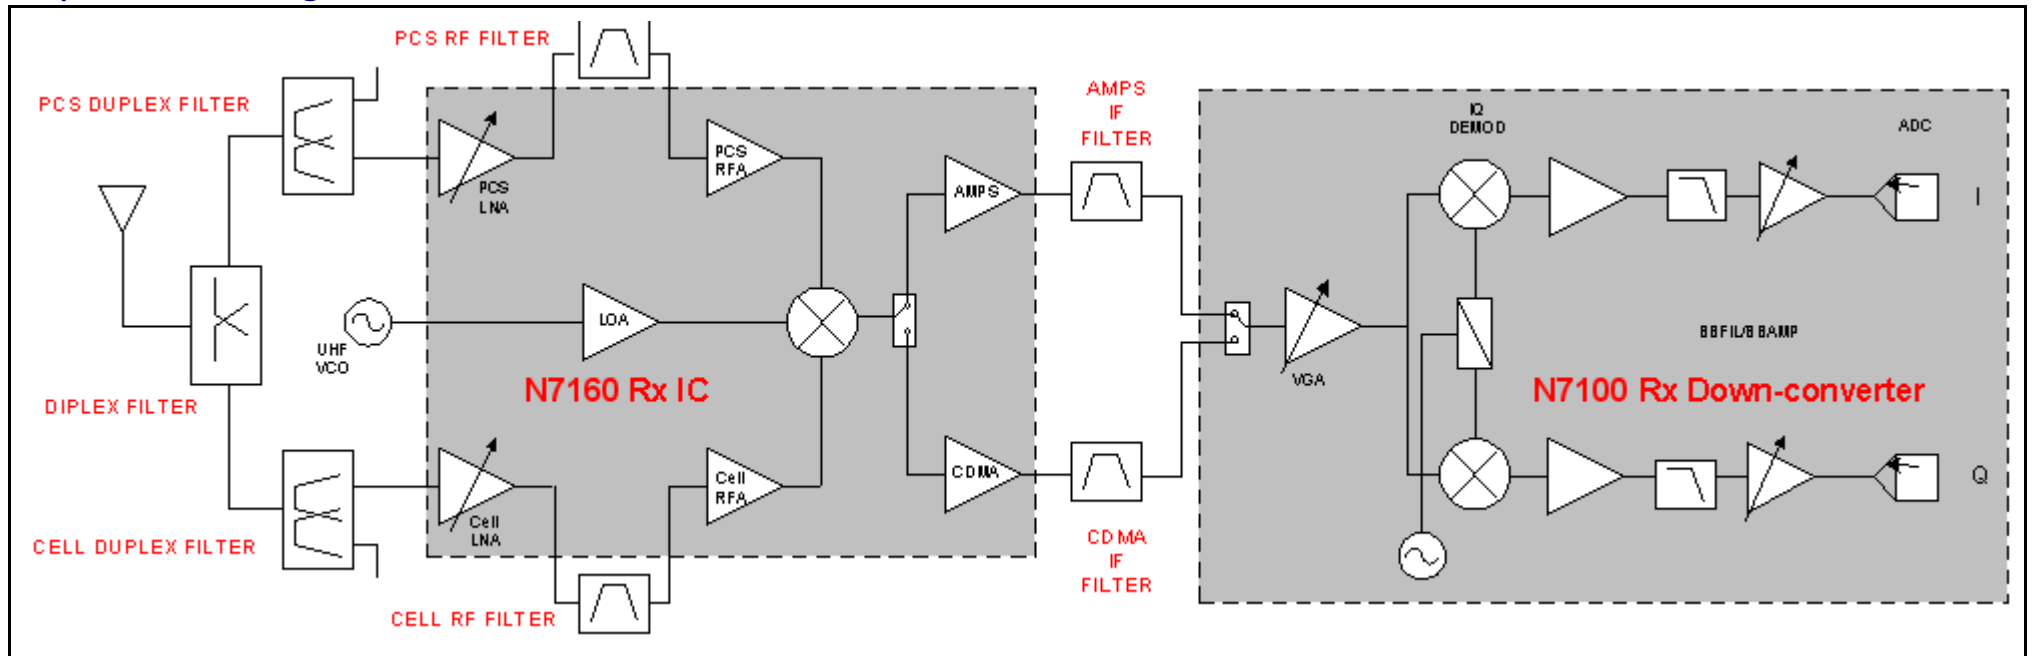 PCS RF FILTER
PCS DUPLEX FILTER
AMPS
IF
FILTER
IQ
DEMOD
ADC
PCS
RFA
PCS
LNA
AMPS
I
LOA
UHF
VCO
BBFIL/BBAMP
VGA
N7160 Rx IC
N7100 Rx Down-converter
DIPLEX FILTER
Cell
RFA
CDMA
Q
Cell
LNA
CELL DUPLEX FILTER
CDMA
IF
FILTER
CELL RF FILTER